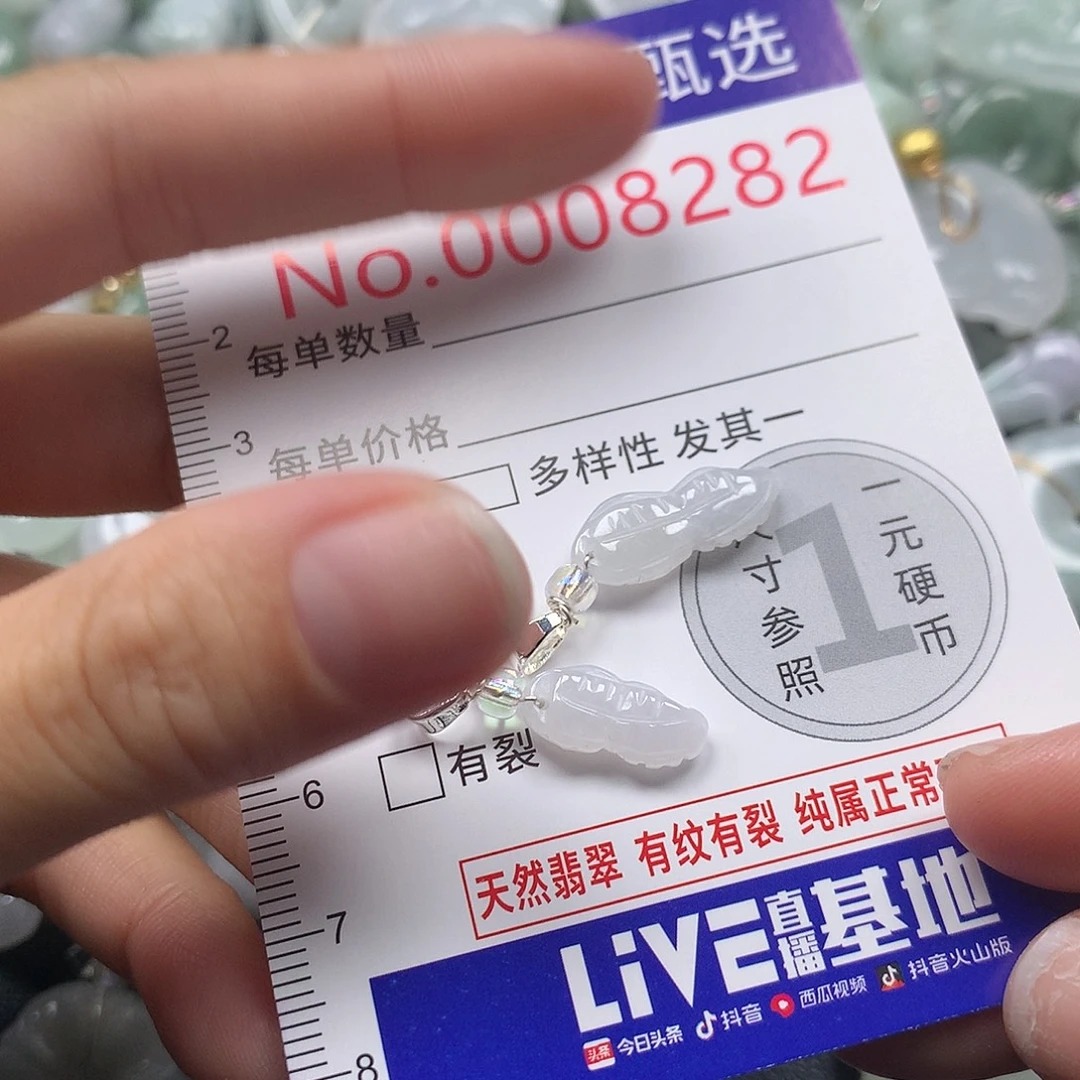 甄选
No.0008282
2
每单数量
3
每单价格
多样性 发其一
一元硬币
1
寸参照
有裂
6
天然翡翠 有纹有裂 纯属正常
7
LiVE直播基地
头条 今日头条 抖音 西瓜视频 抖音火山版
8